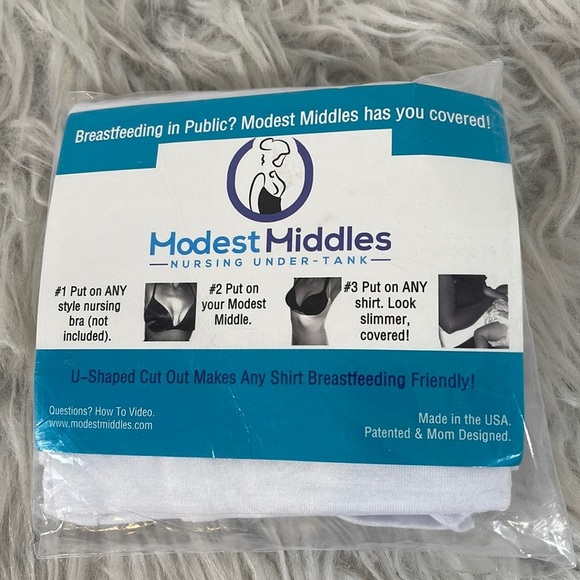 Breastfeeding in Public? Modest Middles has you covered!
Modest Middles
NURSING UNDER-TANK
#1 Put on ANY
style nursing
bra (not
included).
#2 Put on
your Modest
Middle.
#3 Put on ANY
shirt. Look
slimmer,
covered!
U-Shaped Cut Out Makes Any Shirt Breastfeeding Friendly!
Questions? How To Video.
www.modestmiddles.com
Made in the USA.
Patented & Mom Designed.